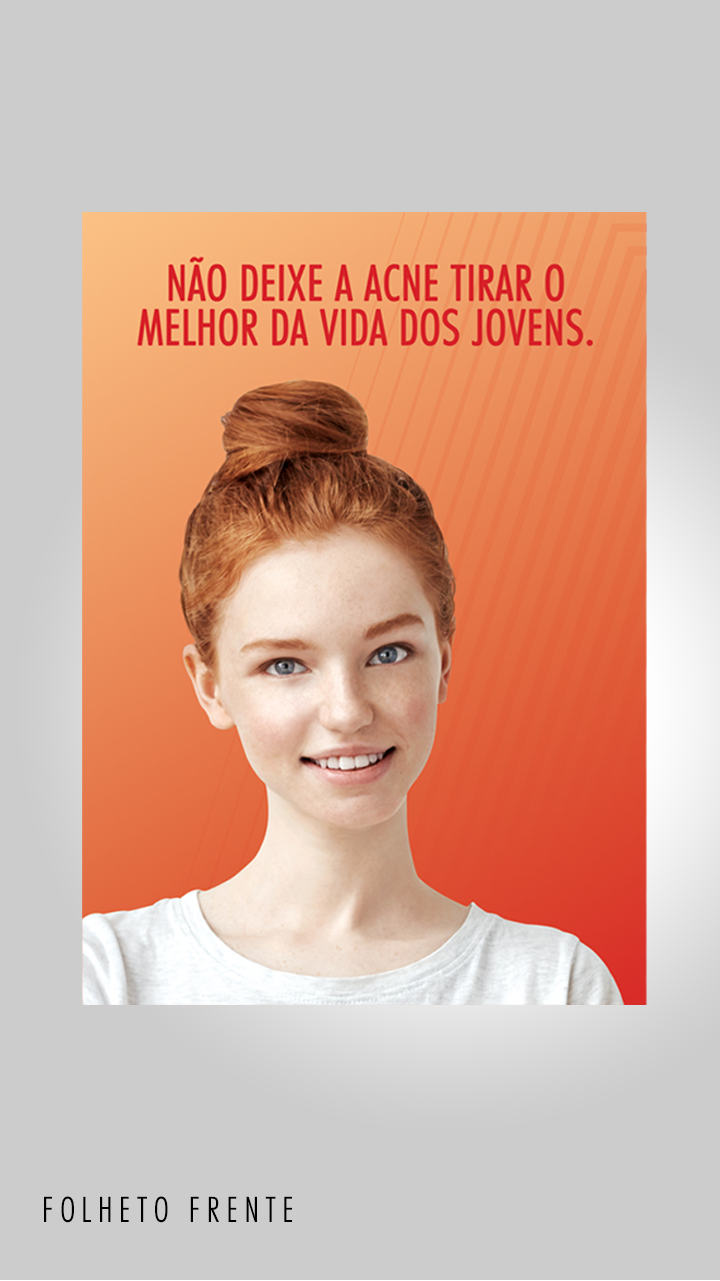 NÃO DEIXE A ACNE TIRAR O
MELHOR DA VIDA DOS JOVENS.
FOLHETO FRENTE